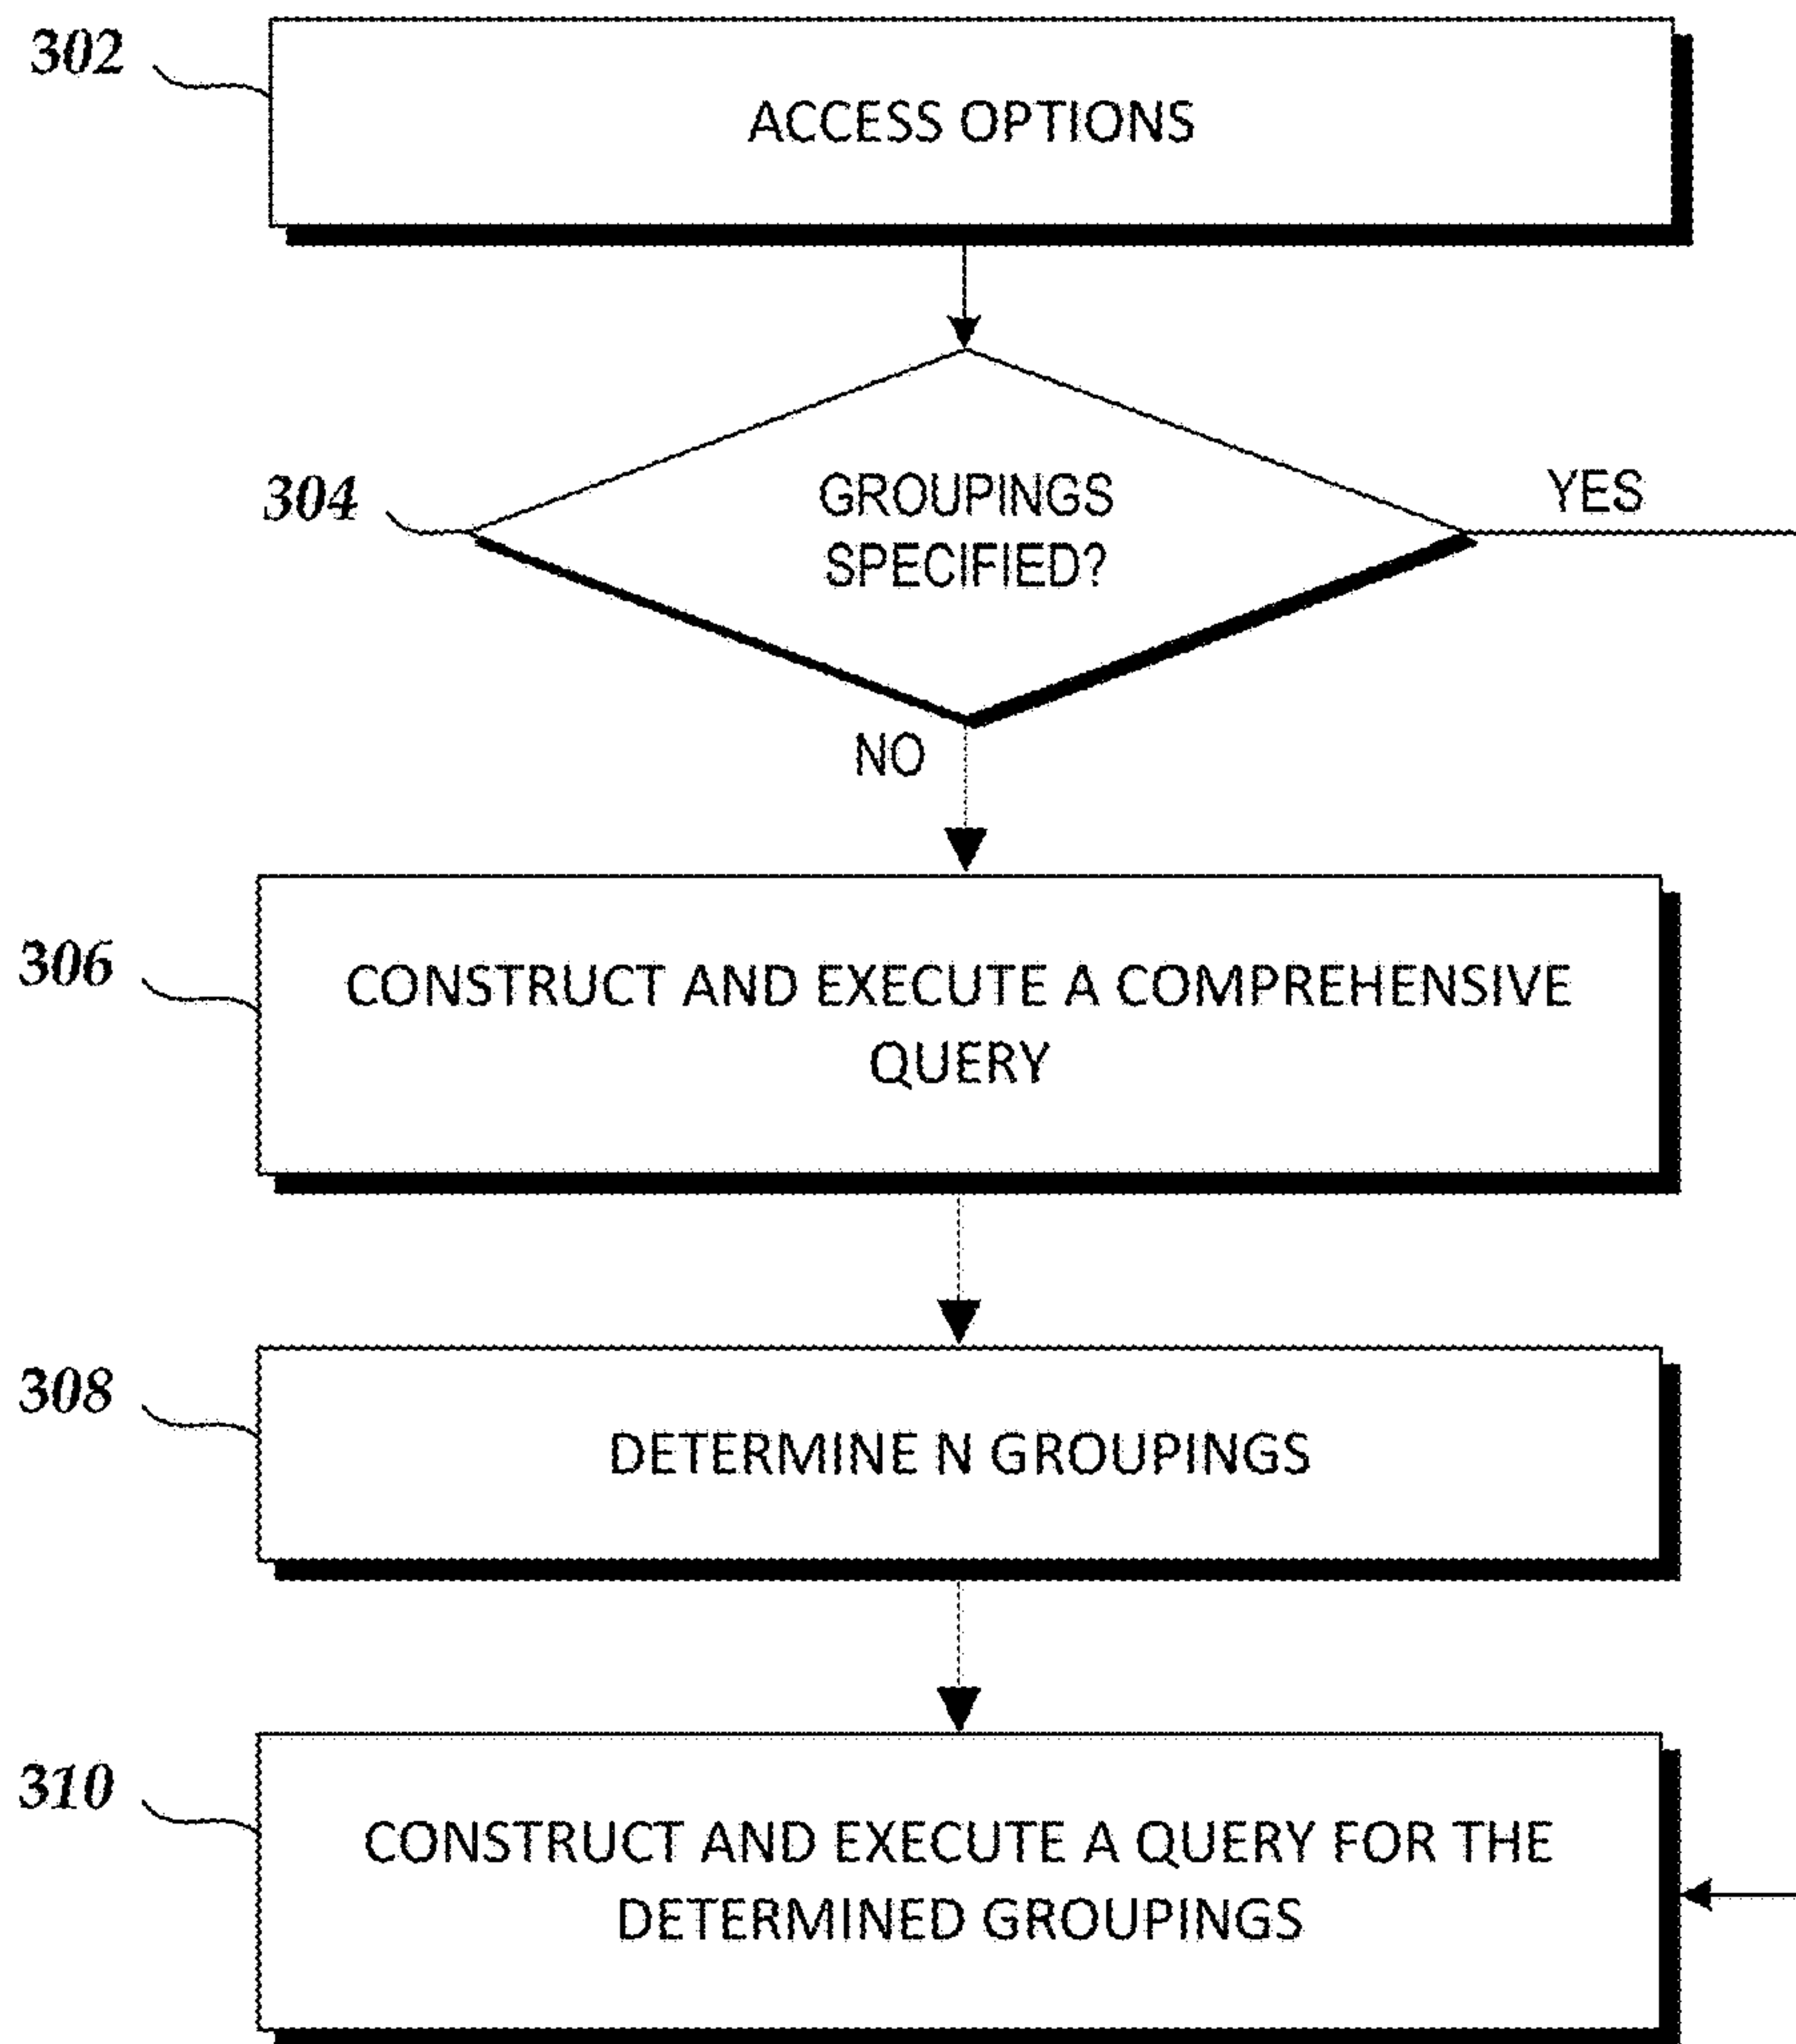 302
ACCESS OPTIONS
304
GROUPINGS
SPECIFIED?
YES
NO
306
CONSTRUCT AND EXECUTE A COMPREHENSIVE
QUERY
308
DETERMINE N GROUPINGS
310
CONSTRUCT AND EXECUTE A QUERY FOR THE
DETERMINED GROUPINGS